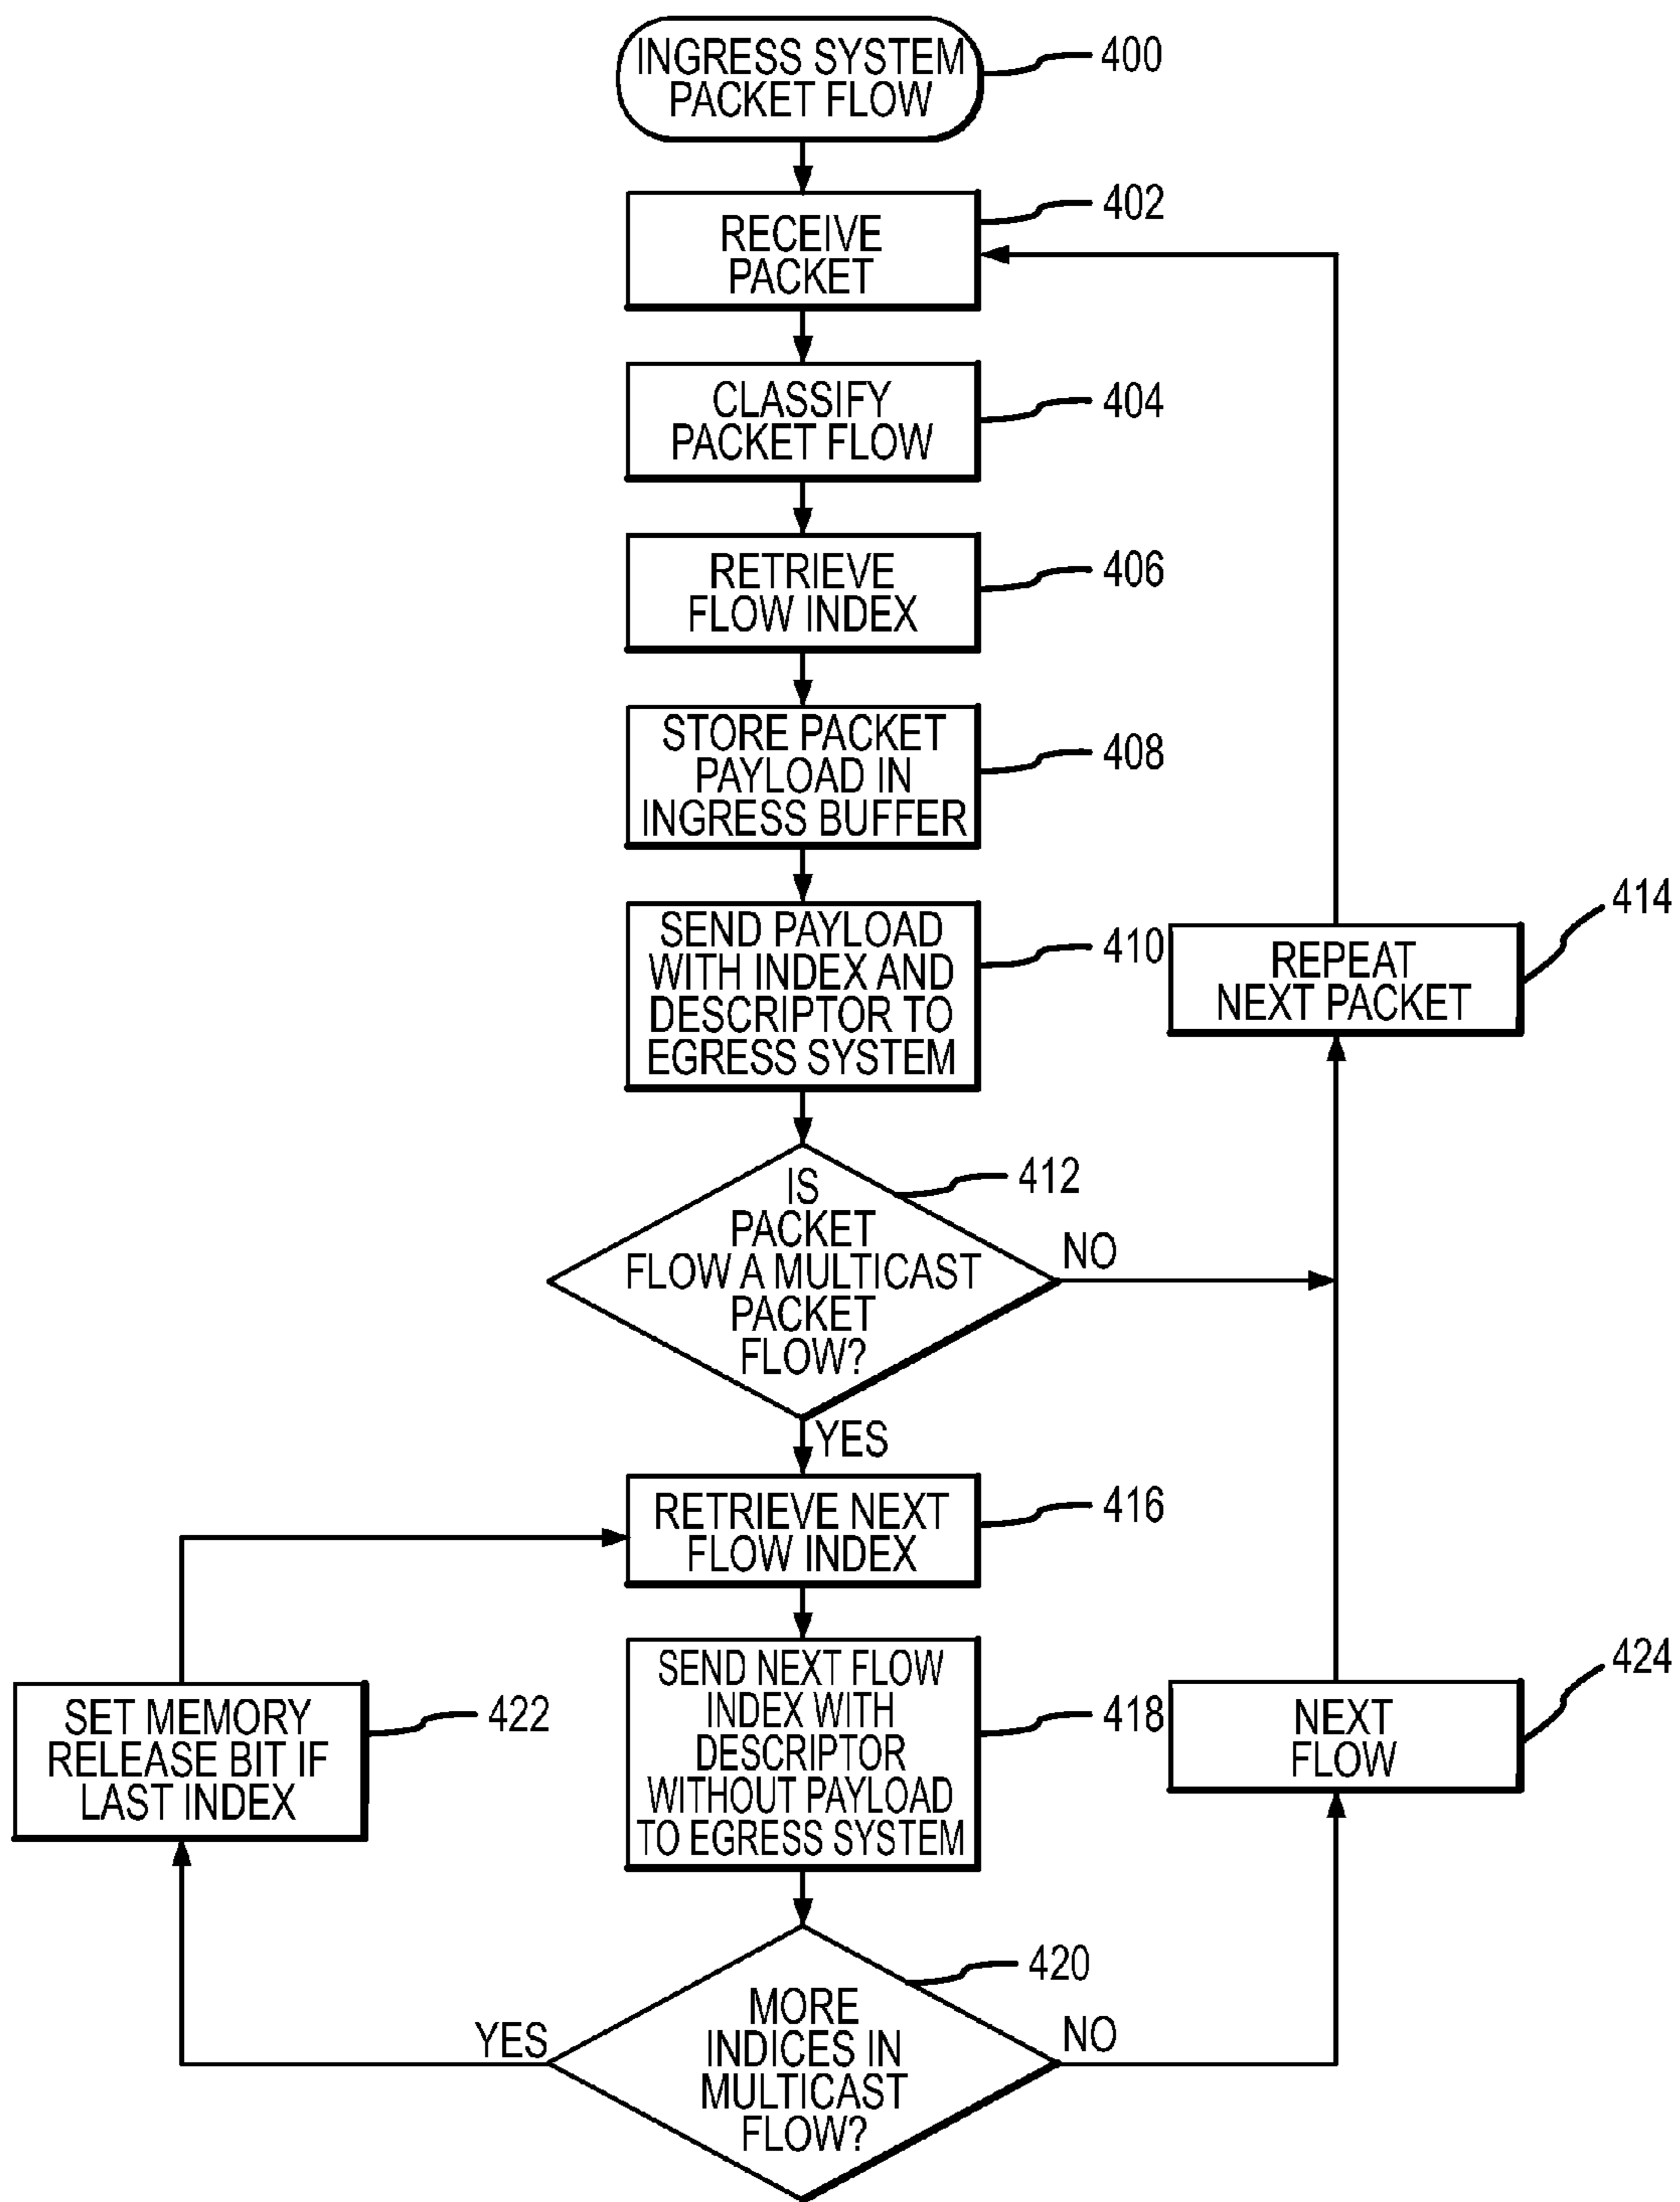 INGRESS SYSTEM
PACKET FLOW
400
RECEIVE
PACKET
402
CLASSIFY
PACKET FLOW
404
RETRIEVE
FLOW INDEX
406
STORE PACKET
PAYLOAD IN
INGRESS BUFFER
408
SEND PAYLOAD
WITH INDEX AND
DESCRIPTOR TO
EGRESS SYSTEM
410
REPEAT
NEXT PACKET
414
IS
PACKET
FLOW A MULTICAST
PACKET
FLOW?
412
NO
YES
RETRIEVE NEXT
FLOW INDEX
416
SEND NEXT FLOW
INDEX WITH
DESCRIPTOR
WITHOUT PAYLOAD
TO EGRESS SYSTEM
418
SET MEMORY
RELEASE BIT IF
LAST INDEX
422
NEXT
FLOW
424
MORE
INDICES IN
MULTICAST
FLOW?
420
YES
NO